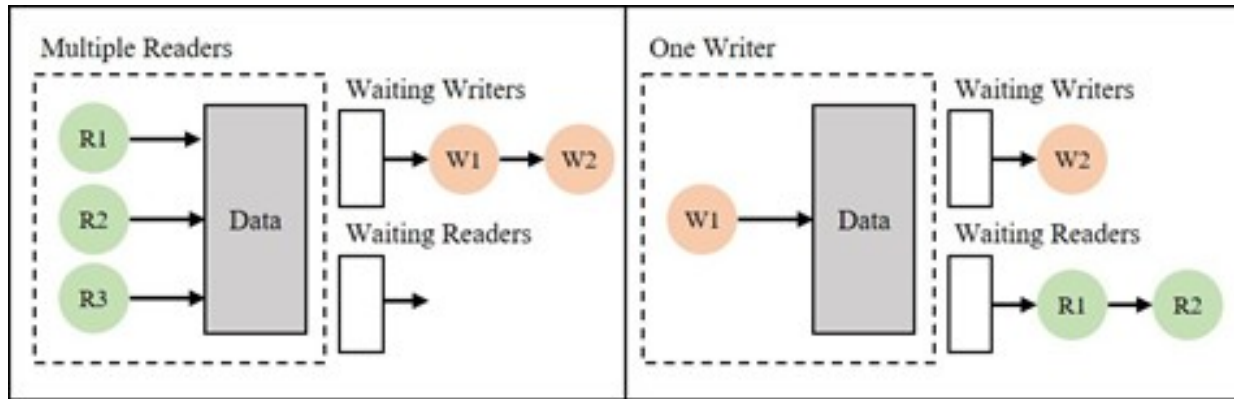 Multiple Readers
Waiting Writers
R1
W1
W2
R2
Data
Waiting Readers
R3
One Writer
Waiting Writers
W2
W1
Data
Waiting Readers
R1
R2